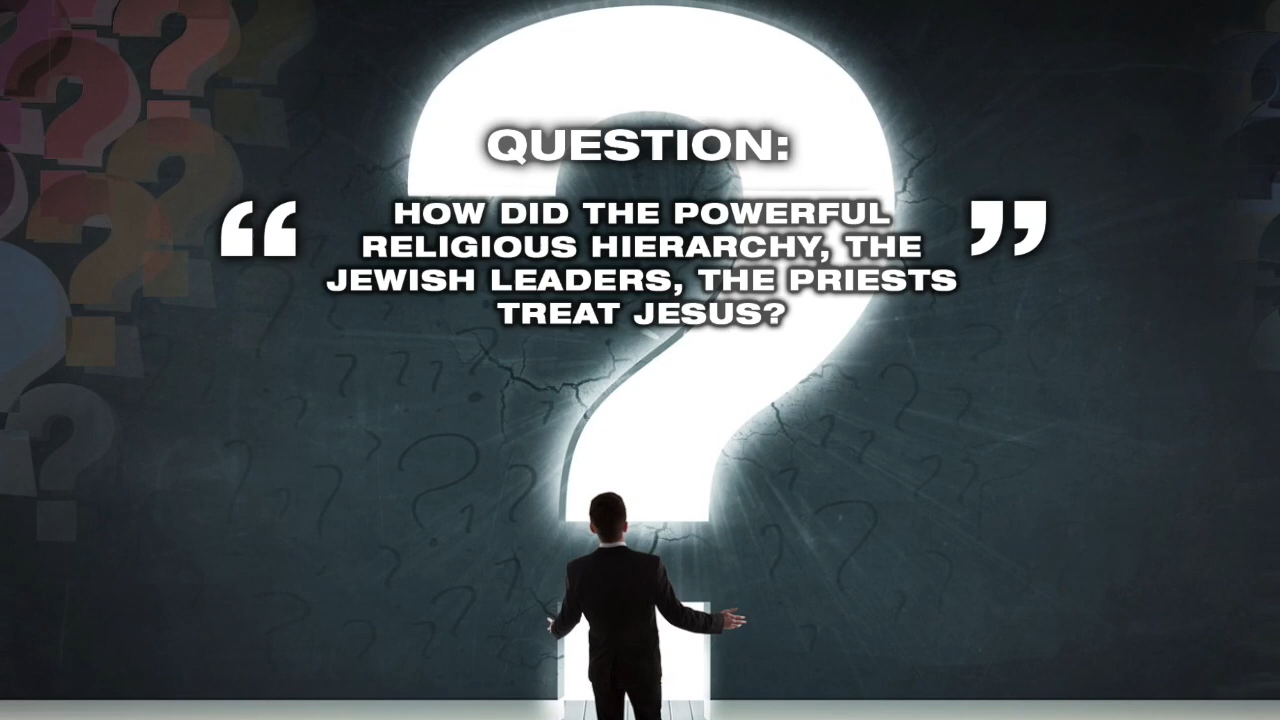 QUESTION:
“ HOW DID THE POWERFUL ”
RELIGIOUS HIERARCHY, THE
JEWISH LEADERS, THE PRIESTS
TREAT JESUS?